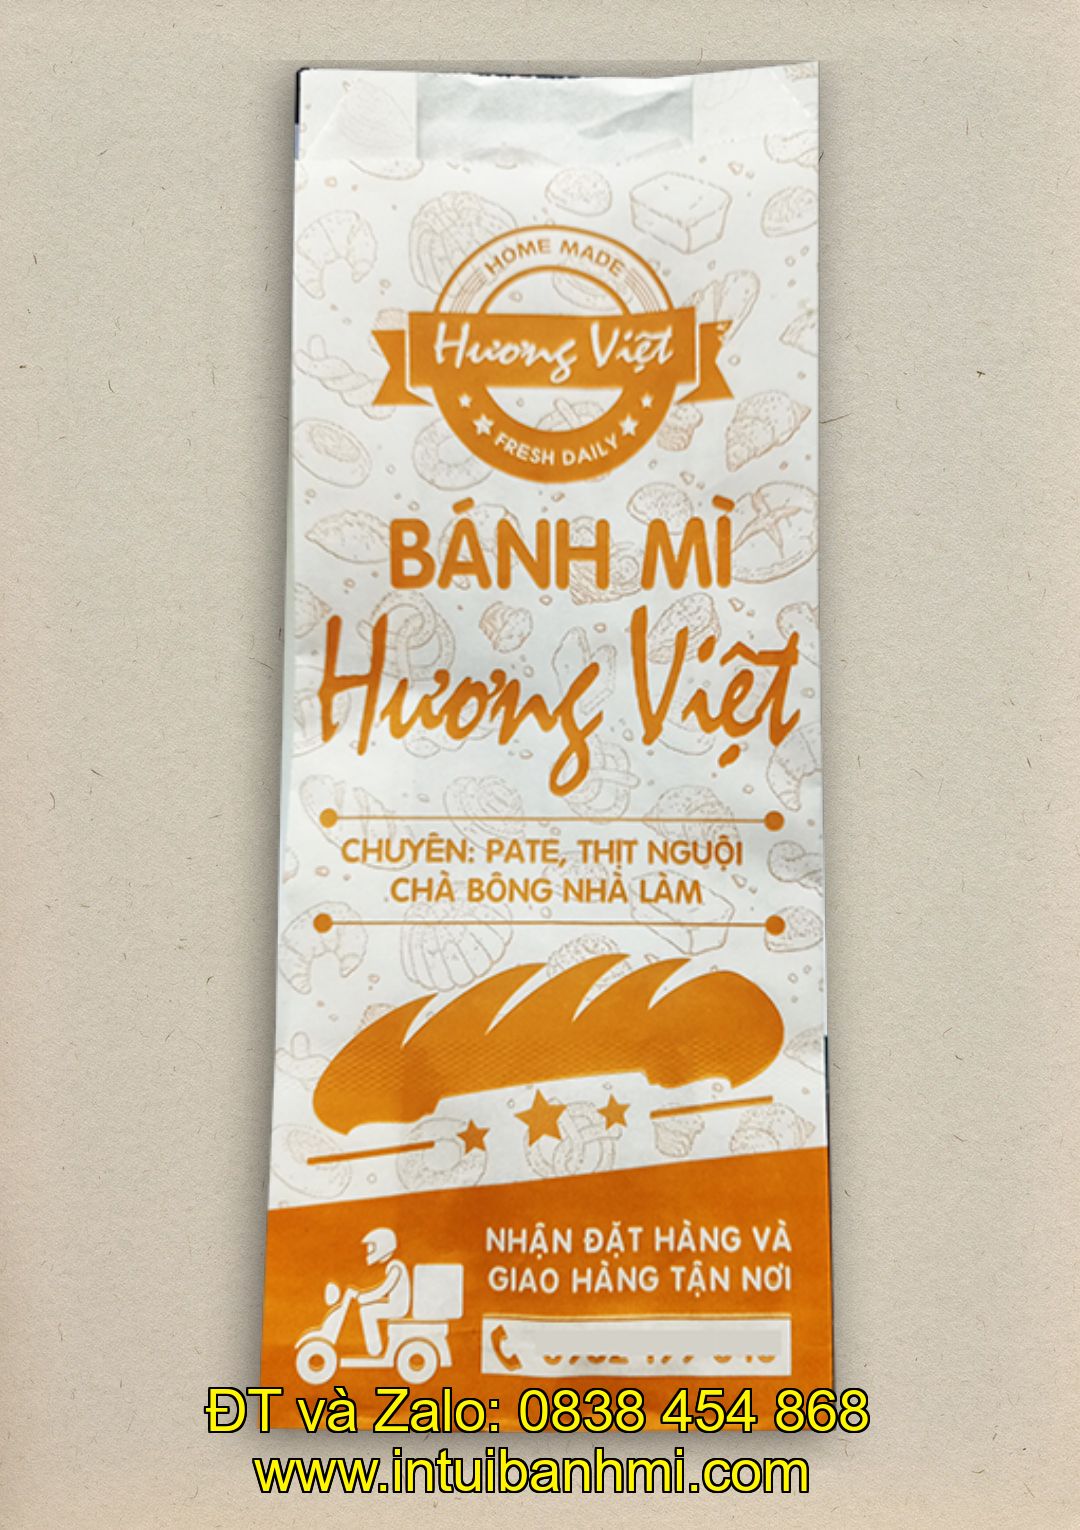 HOME MADE
Hương Việt
FRESH DAILY
BÁNH MÌ
Hương Việt
CHUYÊN: PATE, THỊT NGUỘI
CHÀ BÔNG NHÀ LÀM
NHẬN ĐẶT HÀNG VÀ
GIAO HÀNG TẬN NƠI
ĐT và Zalo: 0838 454 868
www.intuibanhmi.com